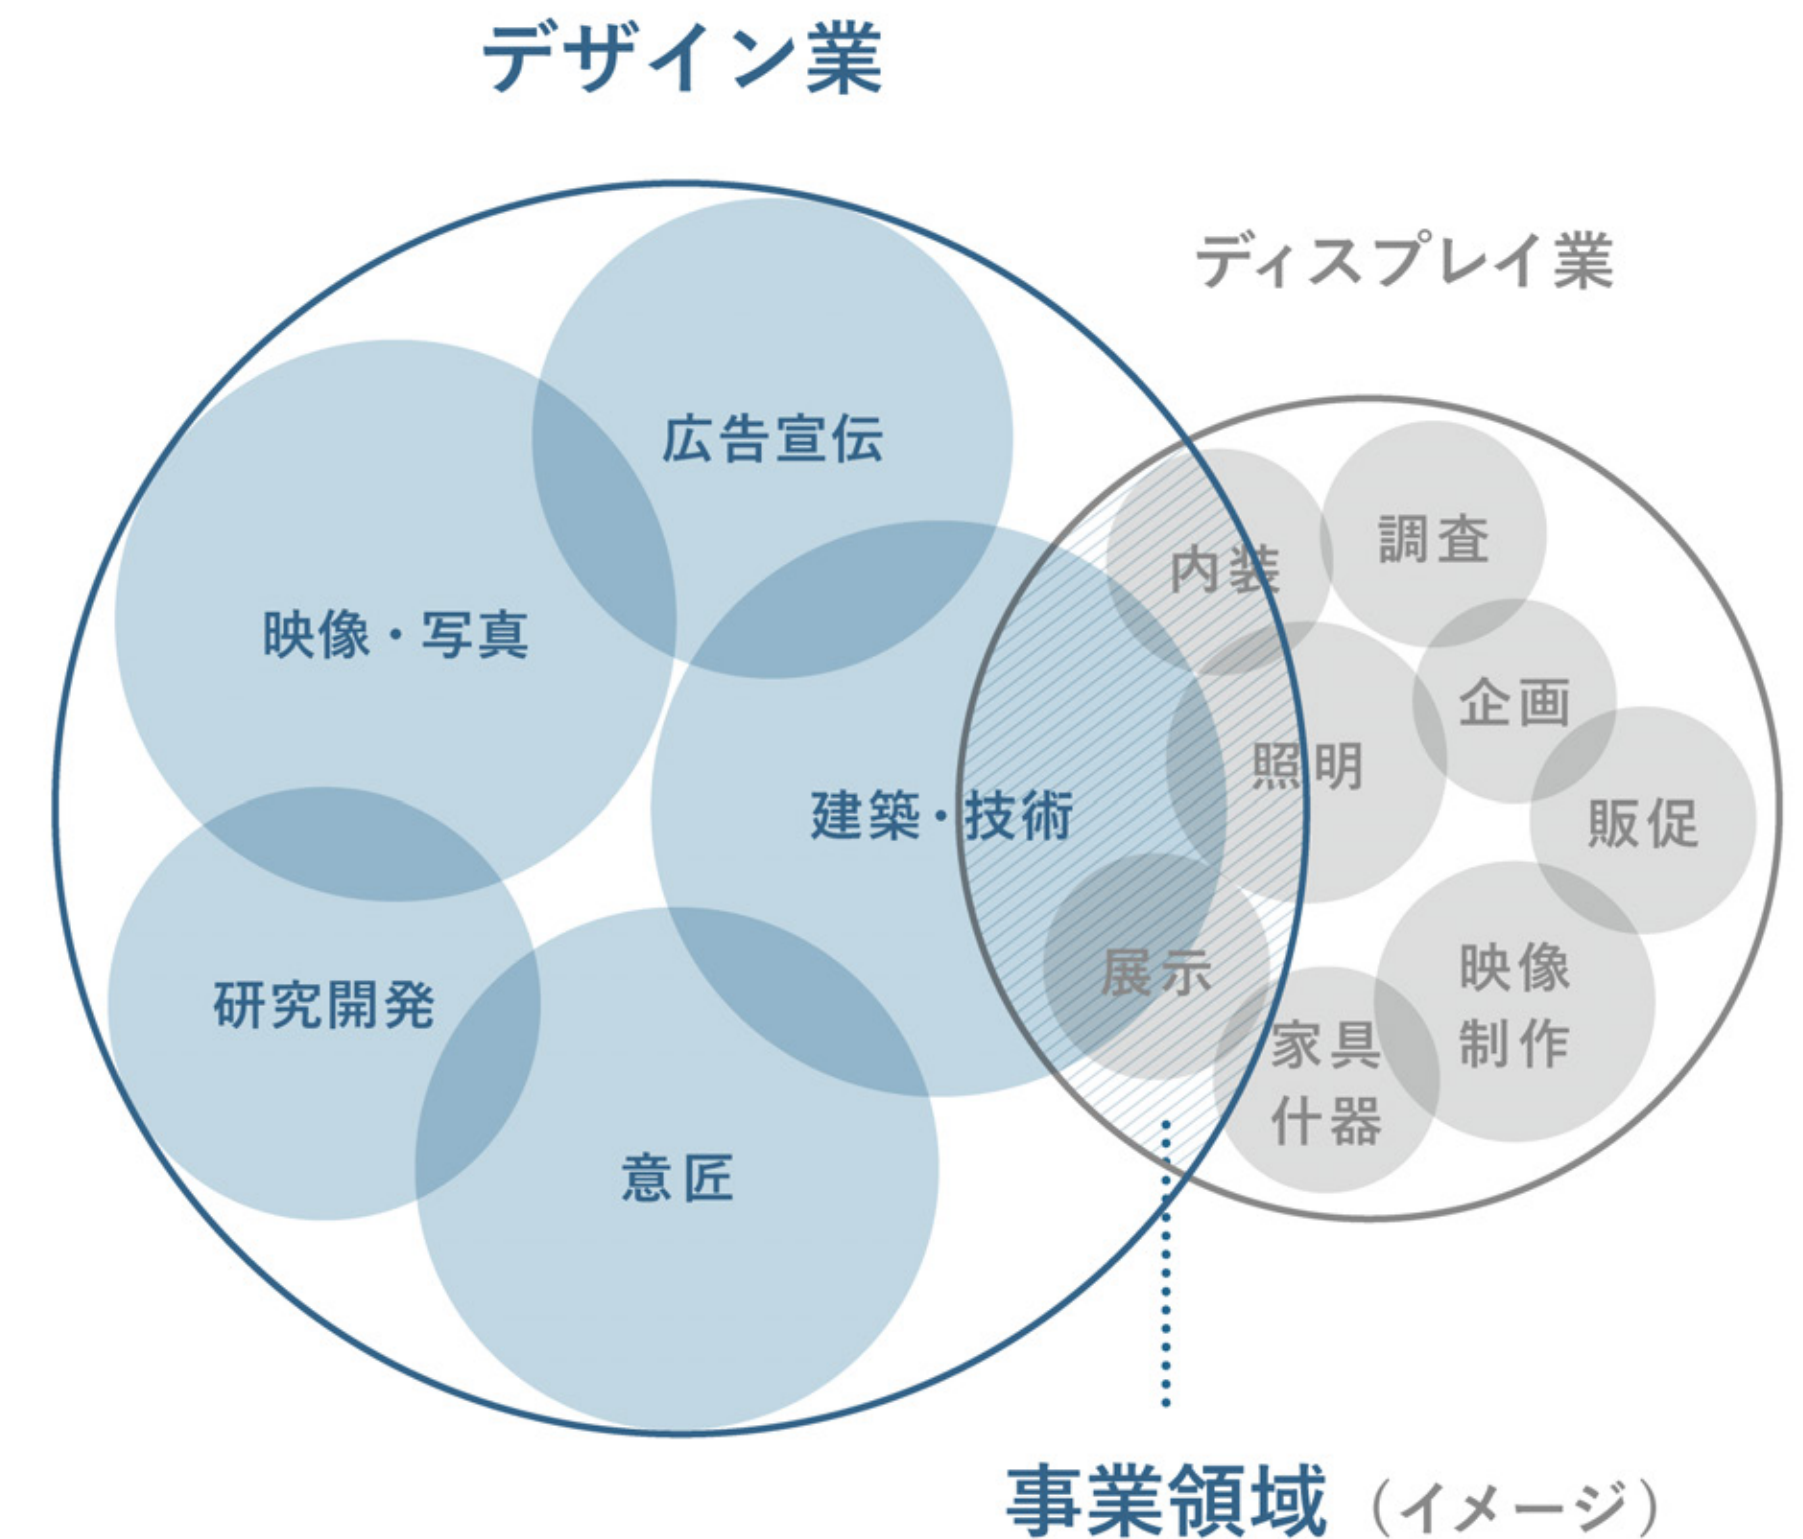 デザイン業
ディスプレイ業
広告宣伝
映像・写真
建築・技術
研究開発
意匠
内装
調査
企画
照明
販促
展示
映像
制作
家具
什器
事業領域（イメージ）